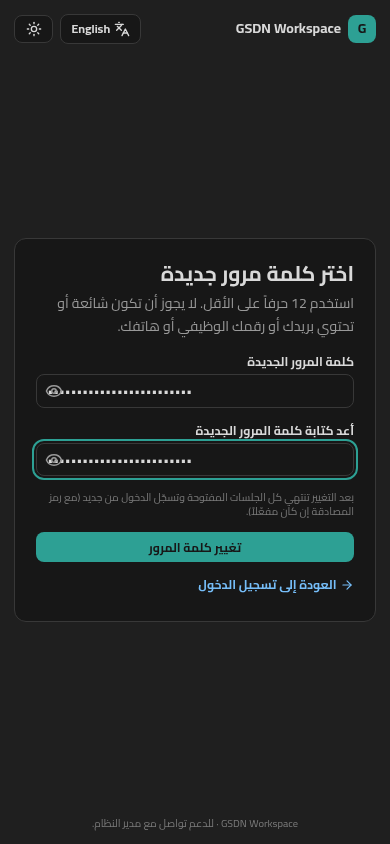 G GSDN Workspace
English
اختر كلمة مرور جديدة
استخدم 12 حرفاً على الأقل. لا يجوز أن تكون شائعة أو
تحتوي بريدك أو رقمك الوظيفي أو هاتفك.
كلمة المرور الجديدة
أعد كتابة كلمة المرور الجديدة
بعد التغيير تنتهي كل الجلسات المفتوحة وتسجّل الدخول من جديد (مع رمز
المصادقة إن كان مفعّلاً).
تغيير كلمة المرور
العودة إلى تسجيل الدخول
GSDN Workspace · للدعم تواصل مع مدير النظام.